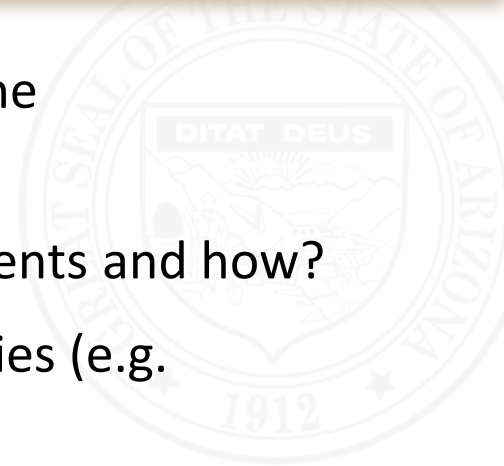 ne
ents and how?
ies (e.g.
GREAT SEAL OF THE STATE OF ARIZONA
DITAT DEUS
1912